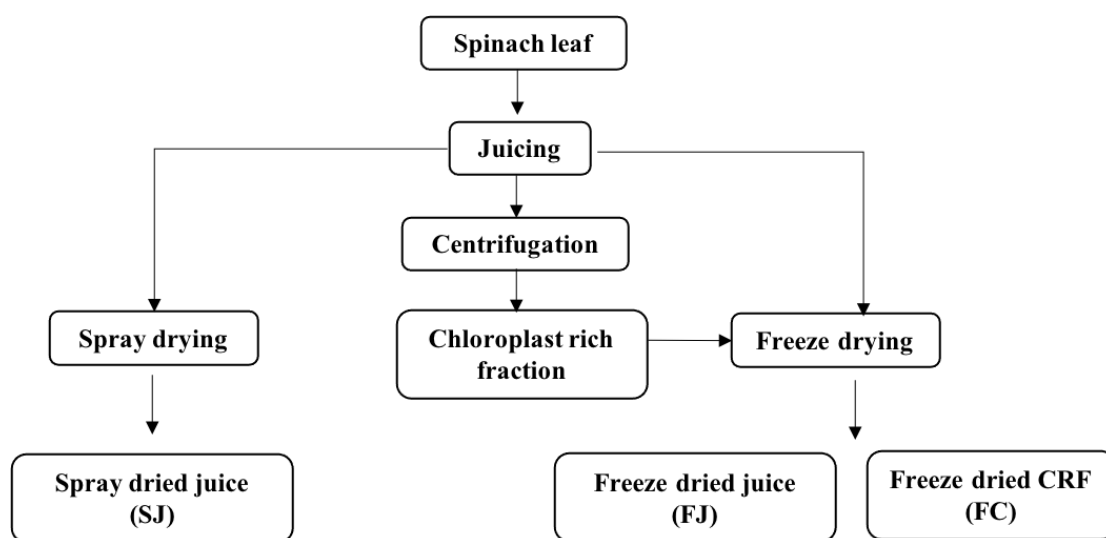 Spinach leaf
Juicing
Centrifugation
Spray drying
Chloroplast rich
fraction
Freeze drying
Spray dried juice
(SJ)
Freeze dried juice
(FJ)
Freeze dried CRF
(FC)